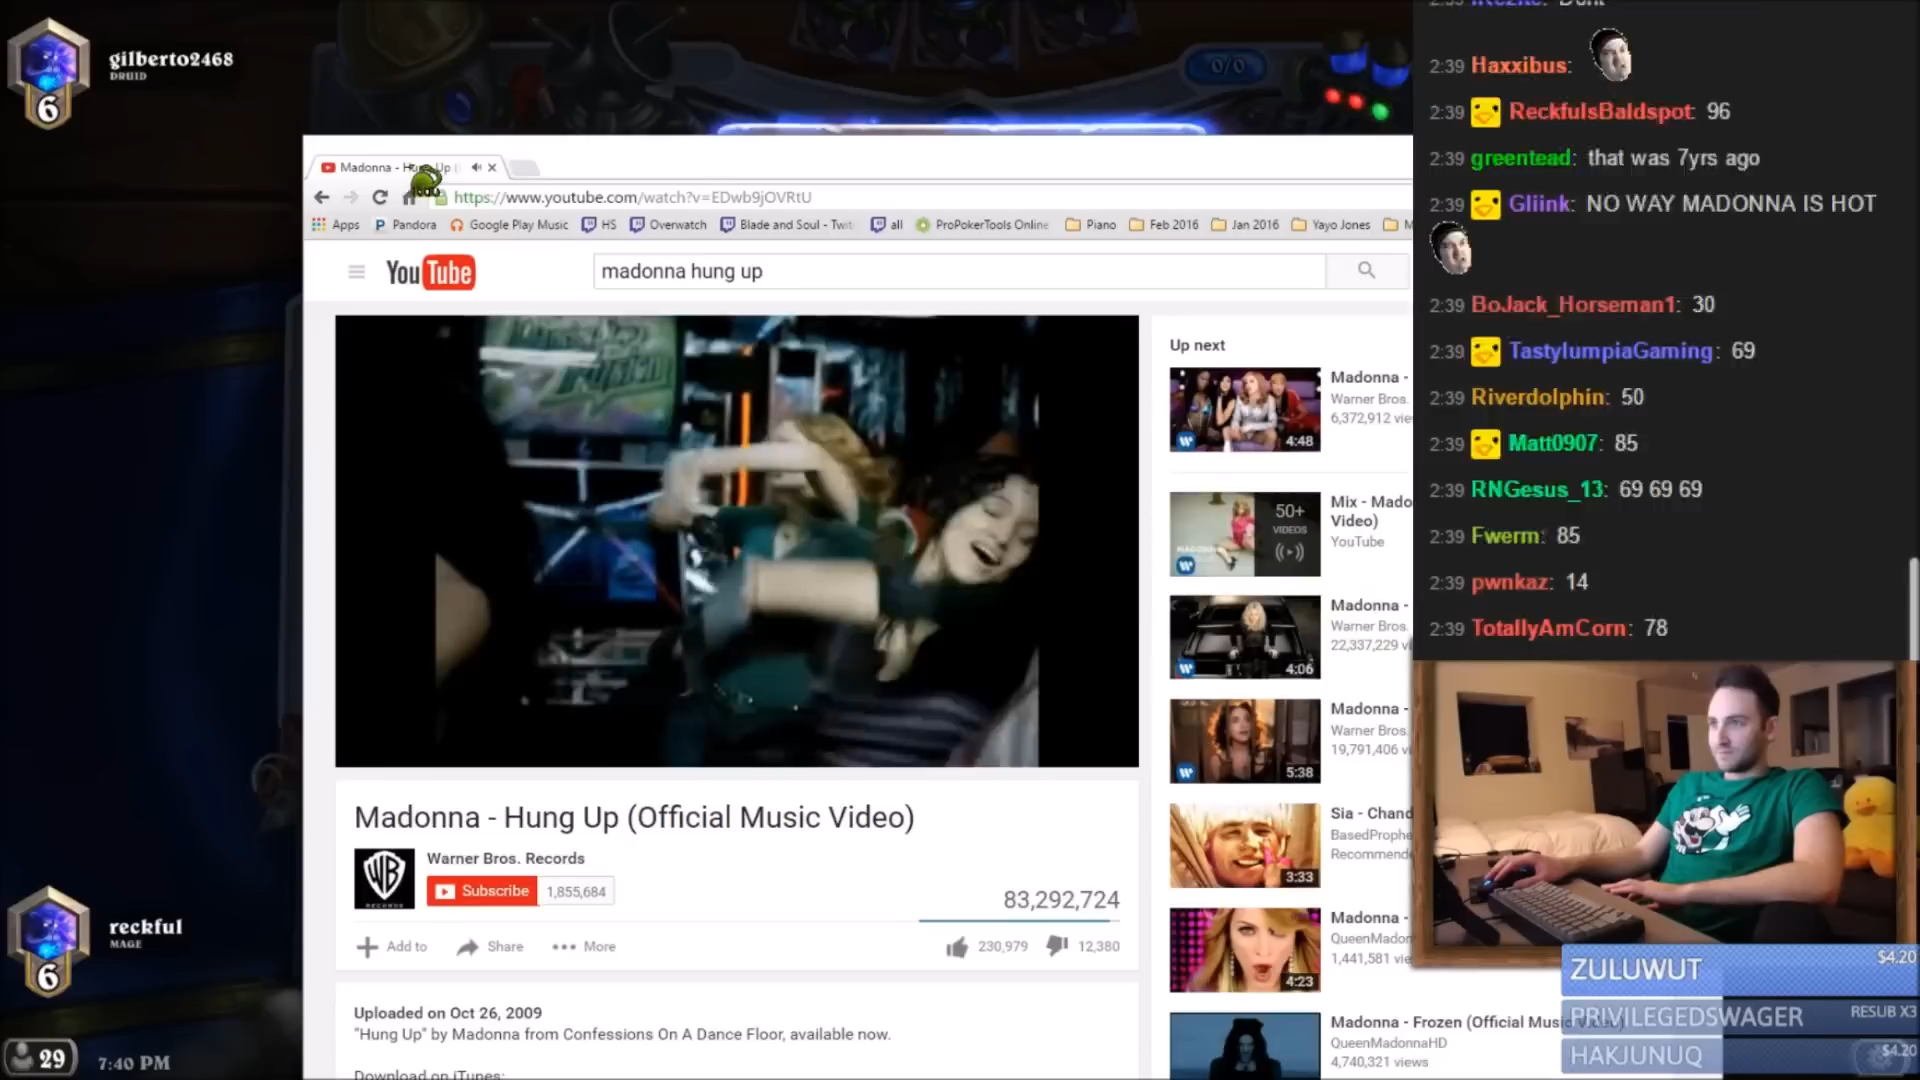 gilberto2468
DRUID
6
0/0
Madonna - Hung Up
https://www.youtube.com/watch?v=EDwb9jOVRtU
Apps
Pandora
Google Play Music
HS
Overwatch
Blade and Soul - Twit
all
ProPokerTools Online
Piano
Feb 2016
Jan 2016
Yayo Jones
M
YouTube
madonna hung up
Up next
Madonna -
Warner Bros.
6,372,912 vie
4:48
Mix - Mado
Video)
YouTube
50+
VIDEOS
Madonna -
Warner Bros.
22,337,229 vi
4:06
Madonna -
Warner Bros.
19,791,406 vi
5:38
Sia - Chand
BasedProphe
Recommende
3:33
Madonna -
QueenMadon
1,441,581 vie
4:23
Madonna - Frozen (Official Musi
QueenMadonnaHD
4,740,321 views
Madonna - Hung Up (Official Music Video)
WB
RECORDS
Warner Bros. Records
Subscribe
1,855,684
83,292,724
Add to
Share
More
230,979
12,380
Uploaded on Oct 26, 2009
"Hung Up" by Madonna from Confessions On A Dance Floor, available now.
Download on iTunes:
reckful
MAGE
6
29
7:40 PM
2:39 Haxxibus:
2:39 ReckfulsBaldspot: 96
2:39 greentead: that was 7yrs ago
2:39 Gliink: NO WAY MADONNA IS HOT
2:39 BoJack_Horseman1: 30
2:39 TastylumpiaGaming: 69
2:39 Riverdolphin: 50
2:39 Matt0907: 85
2:39 RNGesus_13: 69 69 69
2:39 Fwerm: 85
2:39 pwnkaz: 14
2:39 TotallyAmCorn: 78
ZULUWUT
$4.20
PRIVILEGEDSWAGER
RESUB X3
HAKJUNUQ
$4.20